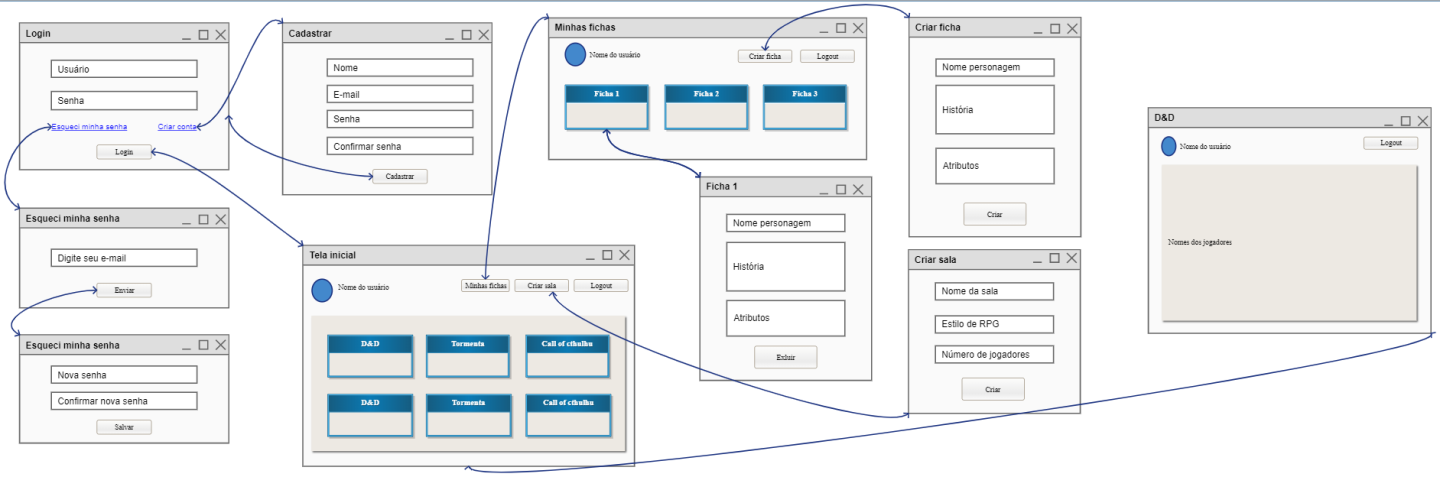 Login
Usuário
Senha
Esqueci minha senha
Criar conta
Login
Cadastrar
Nome
E-mail
Senha
Confirmar senha
Cadastrar
Esqueci minha senha
Digite seu e-mail
Enviar
Esqueci minha senha
Nova senha
Confirmar nova senha
Salvar
Tela inicial
Nome do usuário
Minhas fichas
Criar sala
Logout
D&D
Tormenta
Call of cthulhu
D&D
Tormenta
Call of cthulhu
Minhas fichas
Nome do usuário
Criar ficha
Logout
Ficha 1
Ficha 2
Ficha 3
Ficha 1
Nome personagem
História
Atributos
Exluir
Criar ficha
Nome personagem
História
Atributos
Criar
Criar sala
Nome da sala
Estilo de RPG
Número de jogadores
Criar
D&D
Nome do usuário
Logout
Nomes dos jogadores